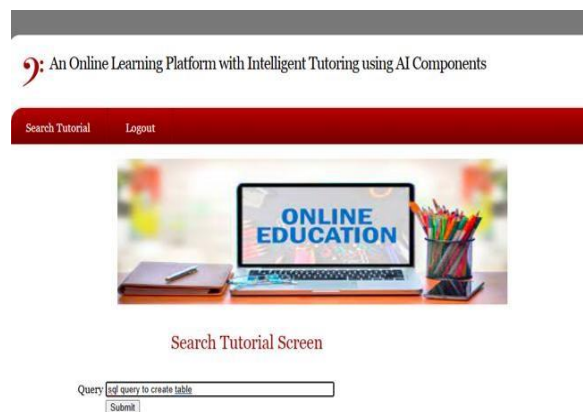 An Online Learning Platform with Intelligent Tutoring using AI Components
Search Tutorial Logout
ONLINE
EDUCATION
Search Tutorial Screen
Query sql query to create table
Submit